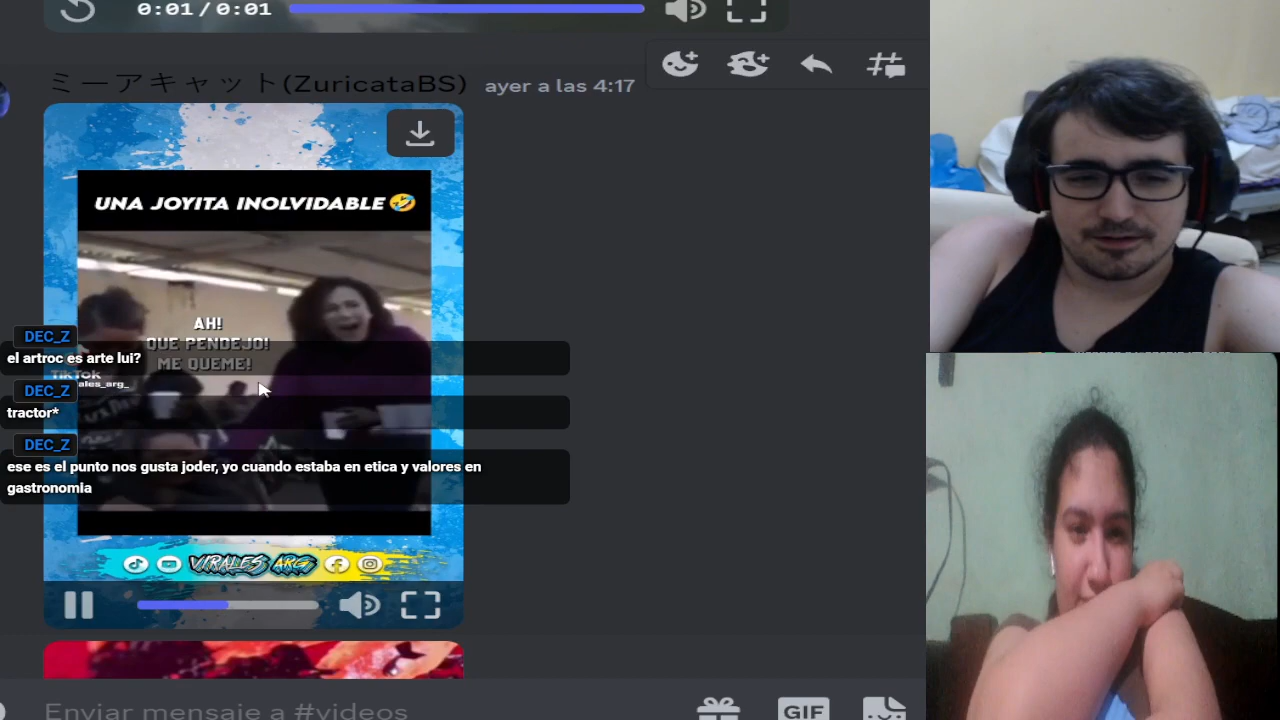 0:01 / 0:01
ミーアキャット(ZuricataBS) ayer a las 4:17
UNA JOYITA INOLVIDABLE🤣
AH!
QUE PENDEJO!
ME QUEME!
DEC_Z
el artroc es arte lui?
TikTok
ales_arg_
DEC_Z
tractor*
DEC_Z
ese es el punto nos gusta joder, yo cuando estaba en etica y valores en
gastronomia
VIRALES ARG
Enviar mensaje a #videos
GIF